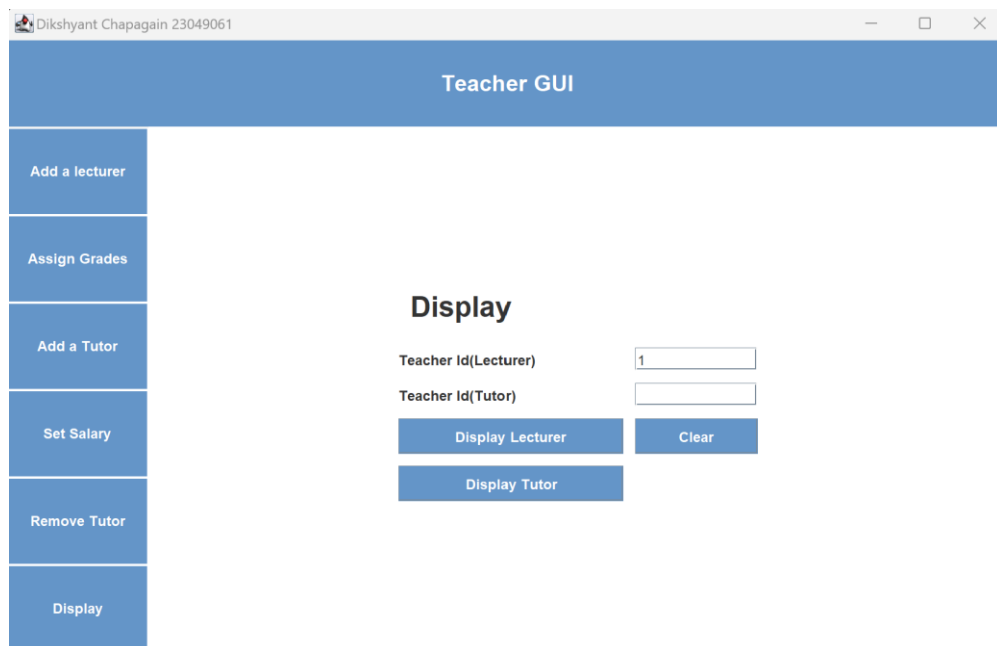 Dikshyant Chapagain 23049061
Teacher GUI
Add a lecturer
Assign Grades
Add a Tutor
Set Salary
Remove Tutor
Display
Display
Teacher Id(Lecturer) 1
Teacher Id(Tutor)
Display Lecturer Clear
Display Tutor